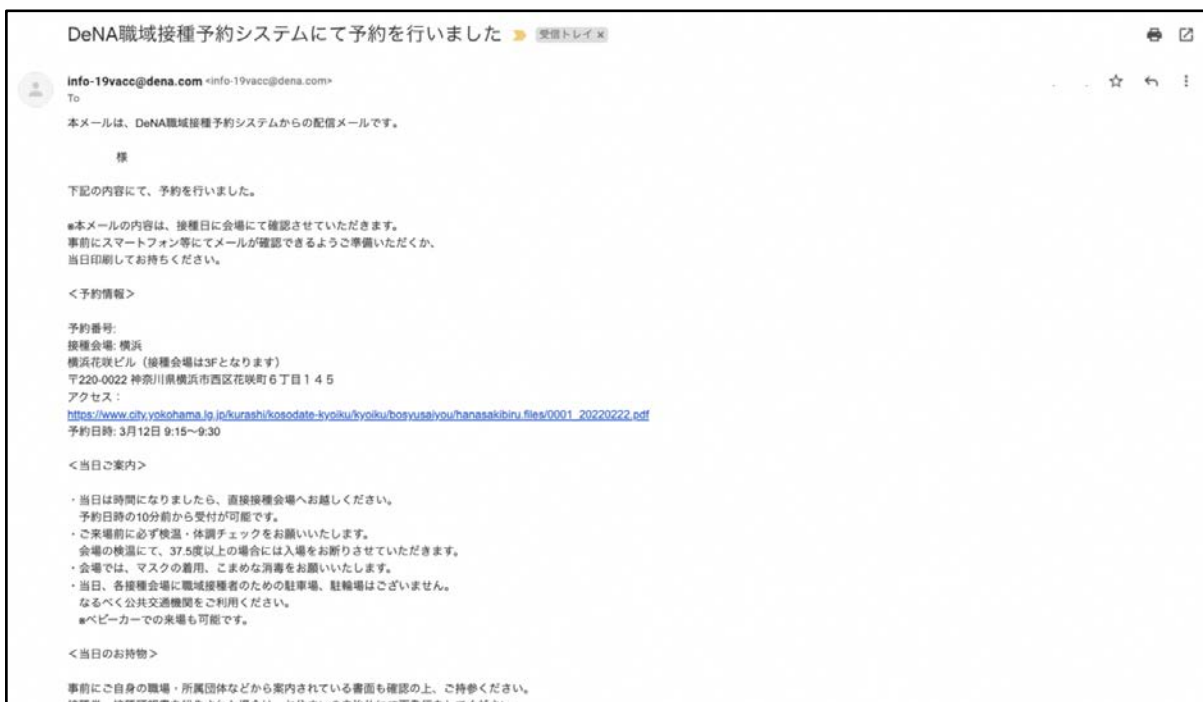 DeNA職域接種予約システムにて予約を行いました 受信トレイ ×
info-19vacc@dena.com <info-19vacc@dena.com>
To
本メールは、DeNA職域接種予約システムからの配信メールです。
様
下記の内容にて、予約を行いました。
※本メールの内容は、接種日に会場にて確認させていただきます。
事前にスマートフォン等にてメールが確認できるようご準備いただくか、
当日印刷してお持ちください。
＜予約情報＞
予約番号:
接種会場: 横浜
横浜花咲ビル（接種会場は3Fとなります）
〒220-0022 神奈川県横浜市西区花咲町６丁目１４５
アクセス：
https://www.city.yokohama.lg.jp/kurashi/kosodate-kyoiku/kyoiku/bosyusaiyou/hanasakibiru.files/0001_20220222.pdf
予約日時: 3月12日 9:15〜9:30
＜当日ご案内＞
・当日は時間になりましたら、直接接種会場へお越しください。
予約日時の10分前から受付が可能です。
・ご来場前に必ず検温・体調チェックをお願いいたします。
会場の検温にて、37.5度以上の場合には入場をお断りさせていただきます。
・会場では、マスクの着用、こまめな消毒をお願いいたします。
・当日、各接種会場に職域接種者のための駐車場、駐輪場はございません。
なるべく公共交通機関をご利用ください。
※ベビーカーでの来場も可能です。
＜当日のお持物＞
事前にご自身の職場・所属団体などから案内されている書面も確認の上、ご持参ください。